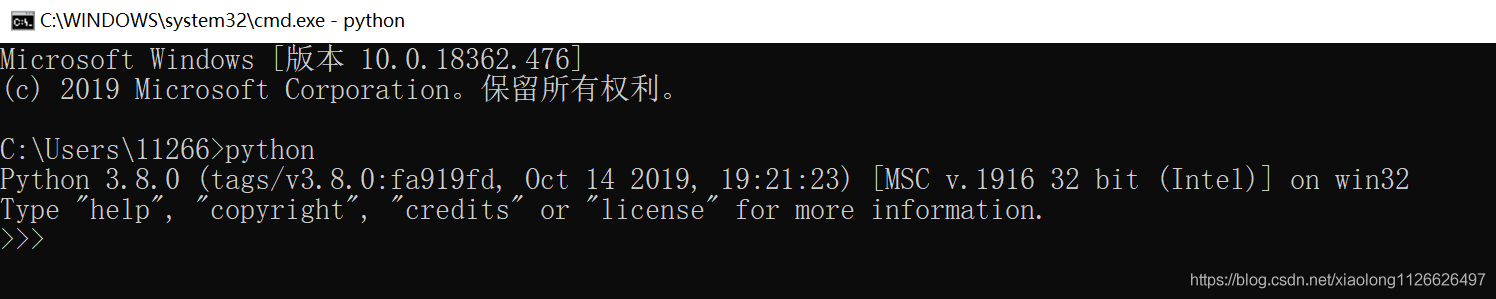 C:\WINDOWS\system32\cmd.exe - python
Microsoft Windows [版本 10.0.18362.476]
(c) 2019 Microsoft Corporation。保留所有权利。
C:\Users\11266>python
Python 3.8.0 (tags/v3.8.0:fa919fd, Oct 14 2019, 19:21:23) [MSC v.1916 32 bit (Intel)] on win32
Type "help", "copyright", "credits" or "license" for more information.
>>>
https://blog.csdn.net/xiaolong1126626497